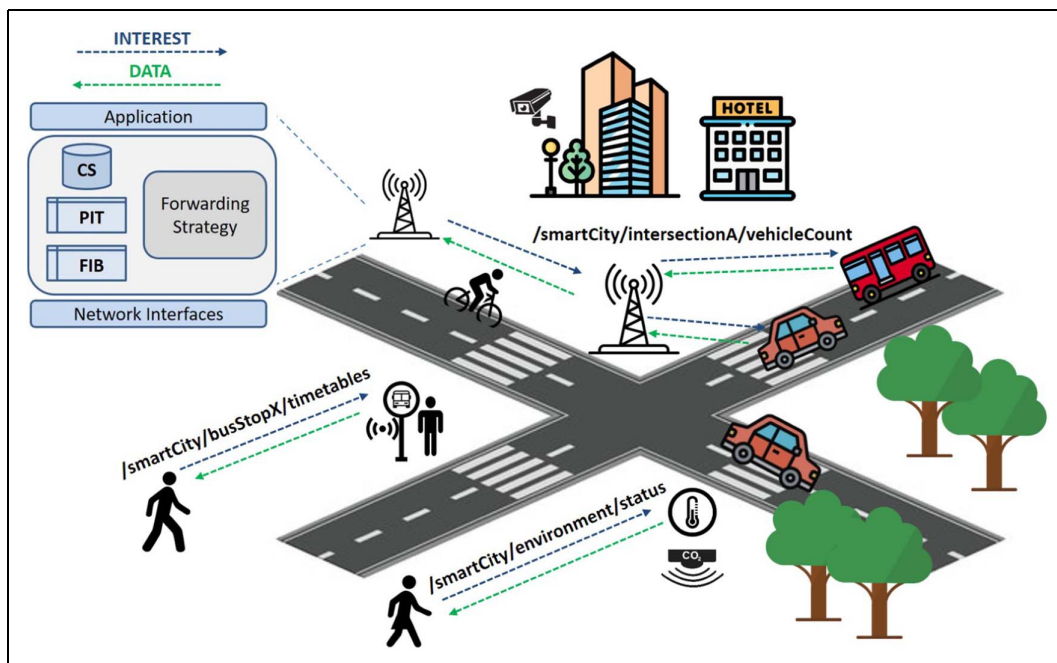 INTEREST
DATA
Application
CS
PIT
FIB
Forwarding
Strategy
Network Interfaces
HOTEL
/smartCity/intersectionA/vehicleCount
/smartCity/busStopX/timetables
/smartCity/environment/status
CO₂